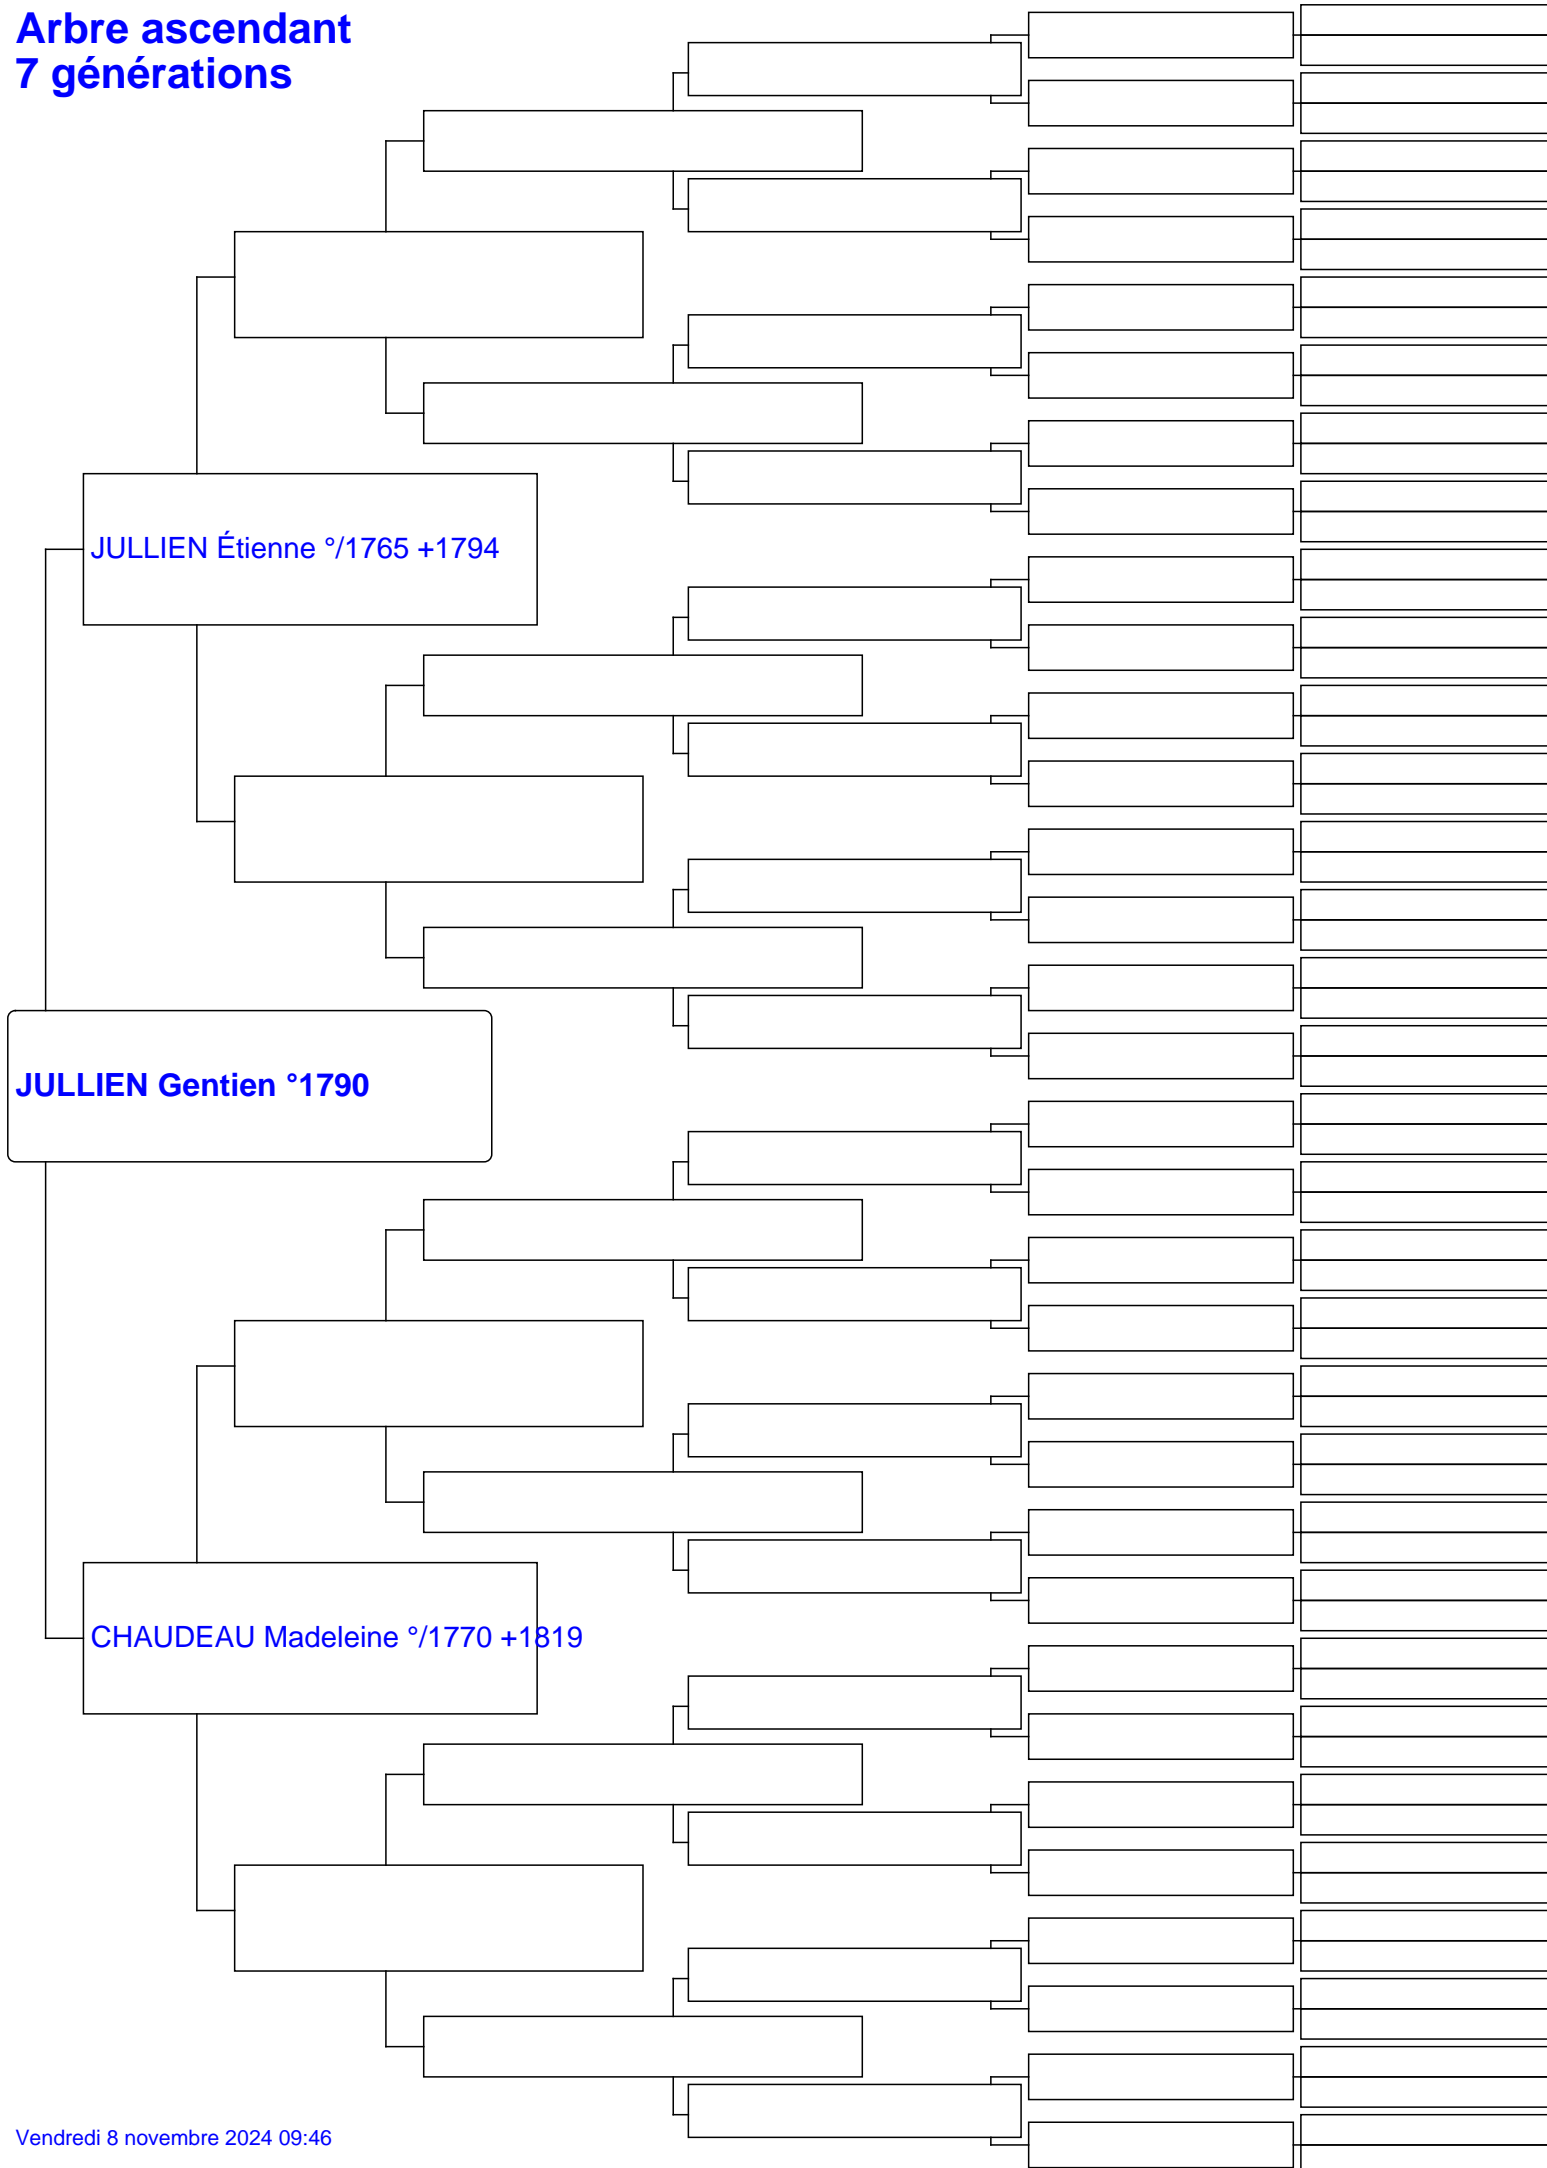 Arbre ascendant
7 générations
JULLIEN Étienne °/1765 +1794
JULLIEN Gentien °1790
CHAUDEAU Madeleine °/1770 +1819
Vendredi 8 novembre 2024 09:46